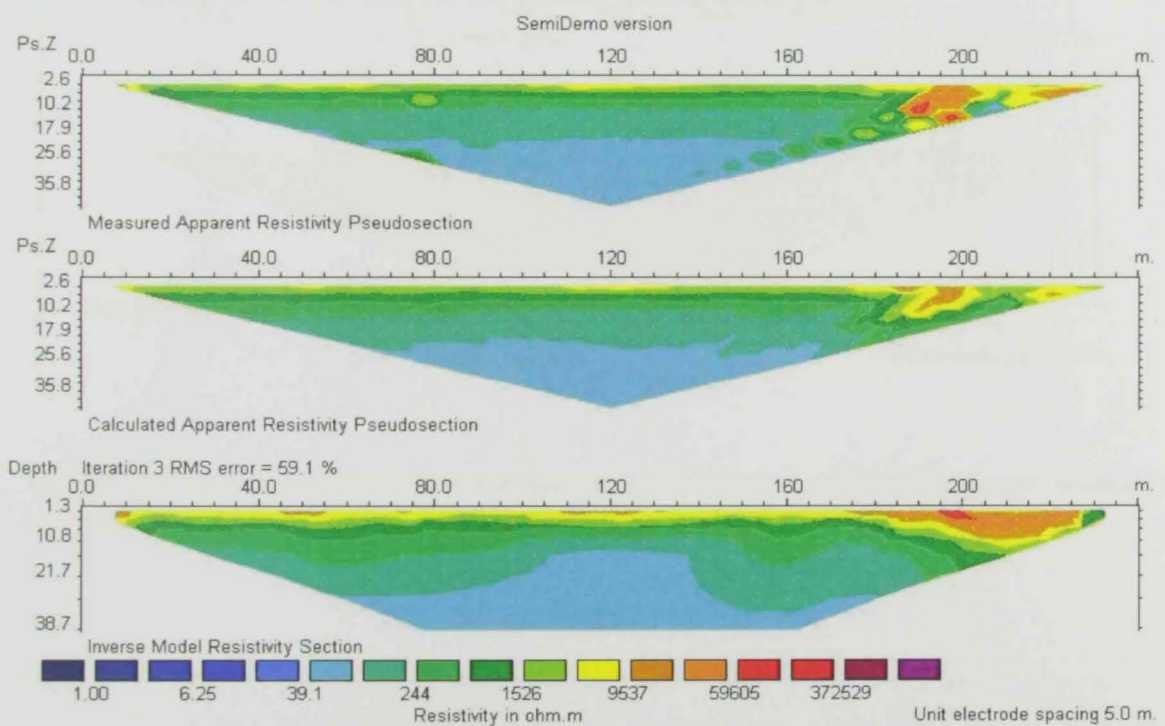 SemiDemo version
Ps.Z 0.0 40.0 80.0 120 160 200 m.
2.6
10.2
17.9
25.6
35.8
Measured Apparent Resistivity Pseudosection
Ps.Z 0.0 40.0 80.0 120 160 200 m.
2.6
10.2
17.9
25.6
35.8
Calculated Apparent Resistivity Pseudosection
Depth Iteration 3 RMS error = 59.1 %
0.0 40.0 80.0 120 160 200 m.
1.3
10.8
21.7
38.7
Inverse Model Resistivity Section
1.00 6.25 39.1 244 1526 9537 59605 372529
Resistivity in ohm.m
Unit electrode spacing 5.0 m.